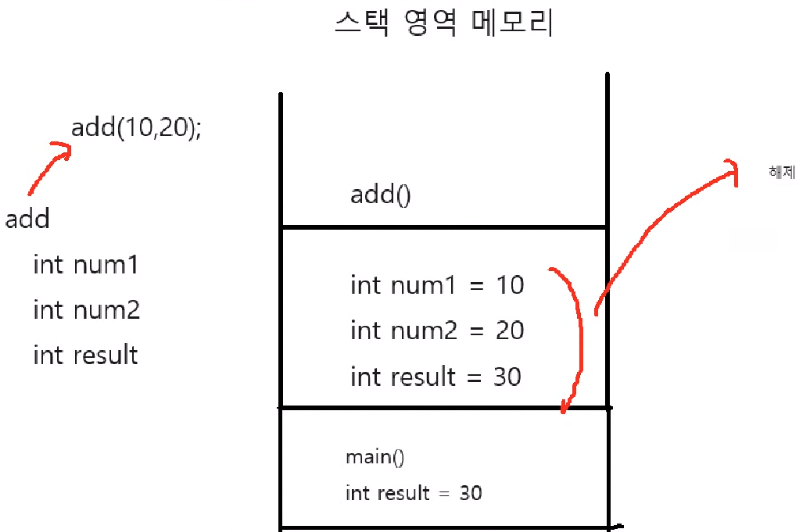 스택 영역 메모리
add(10,20);
add
int num1
int num2
int result
add()
int num1 = 10
int num2 = 20
int result = 30
main()
int result = 30
해제